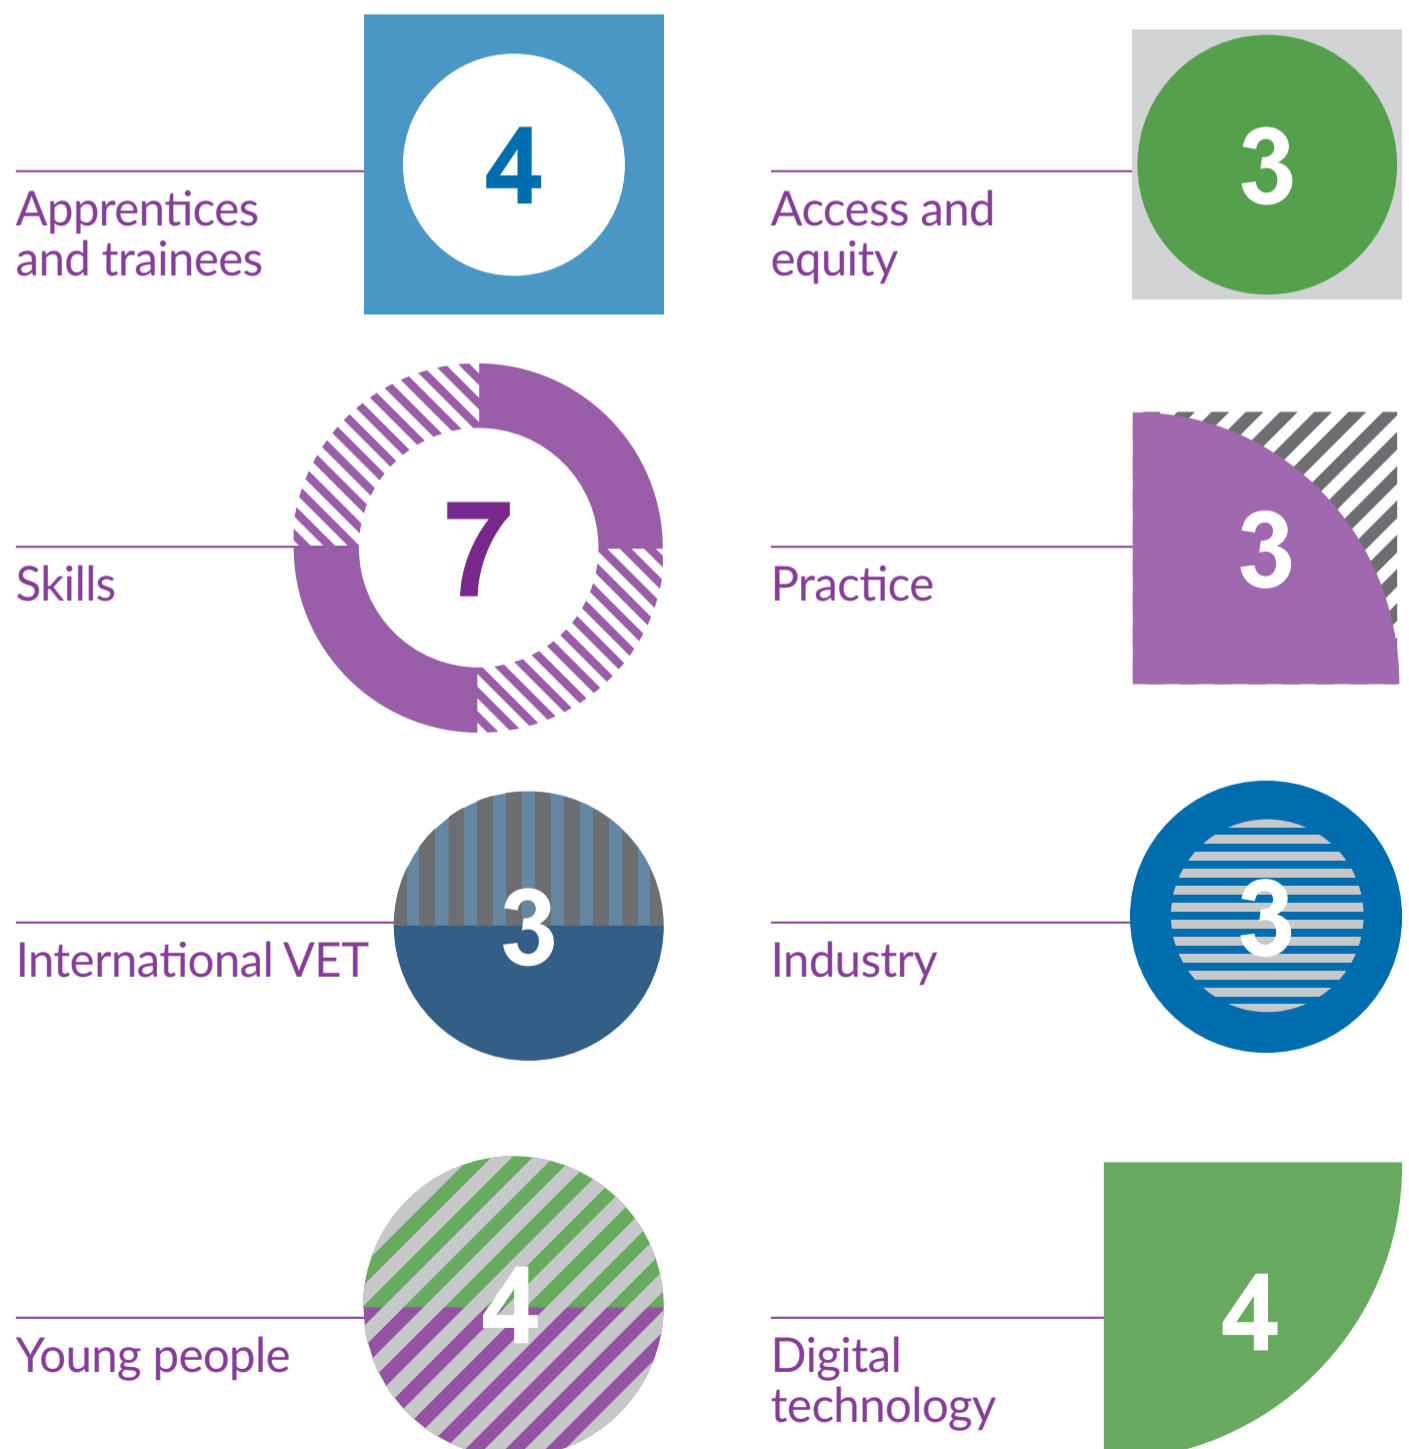 4
Apprentices
and trainees
3
Access and
equity
7
Skills
3
Practice
3
International VET
3
Industry
4
Young people
4
Digital
technology